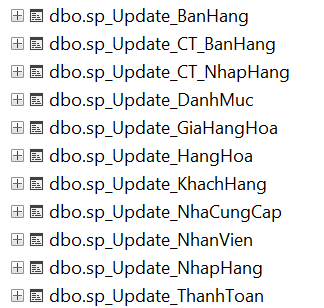 dbo.sp_Update_BanHang
dbo.sp_Update_CT_BanHang
dbo.sp_Update_CT_NhapHang
dbo.sp_Update_DanhMuc
dbo.sp_Update_GiaHangHoa
dbo.sp_Update_HangHoa
dbo.sp_Update_KhachHang
dbo.sp_Update_NhaCungCap
dbo.sp_Update_NhanVien
dbo.sp_Update_NhapHang
dbo.sp_Update_ThanhToan